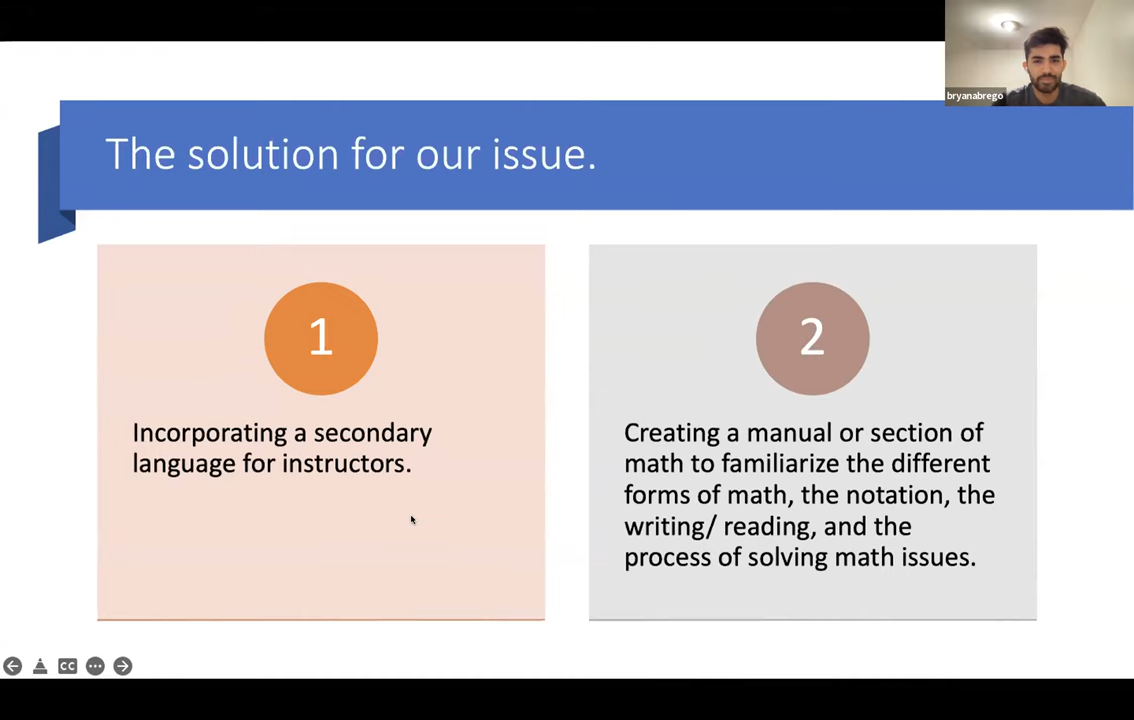 bryanabrego
The solution for our issue.
1
Incorporating a secondary
language for instructors.
2
Creating a manual or section of
math to familiarize the different
forms of math, the notation, the
writing/ reading, and the
process of solving math issues.
CC